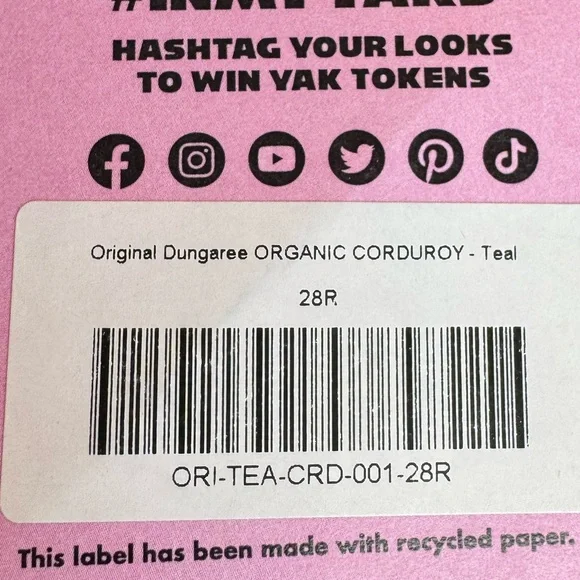 #INMYYAKS
HASHTAG YOUR LOOKS
TO WIN YAK TOKENS
Original Dungaree ORGANIC CORDUROY - Teal
28R
ORI-TEA-CRD-001-28R
This label has been made with recycled paper.